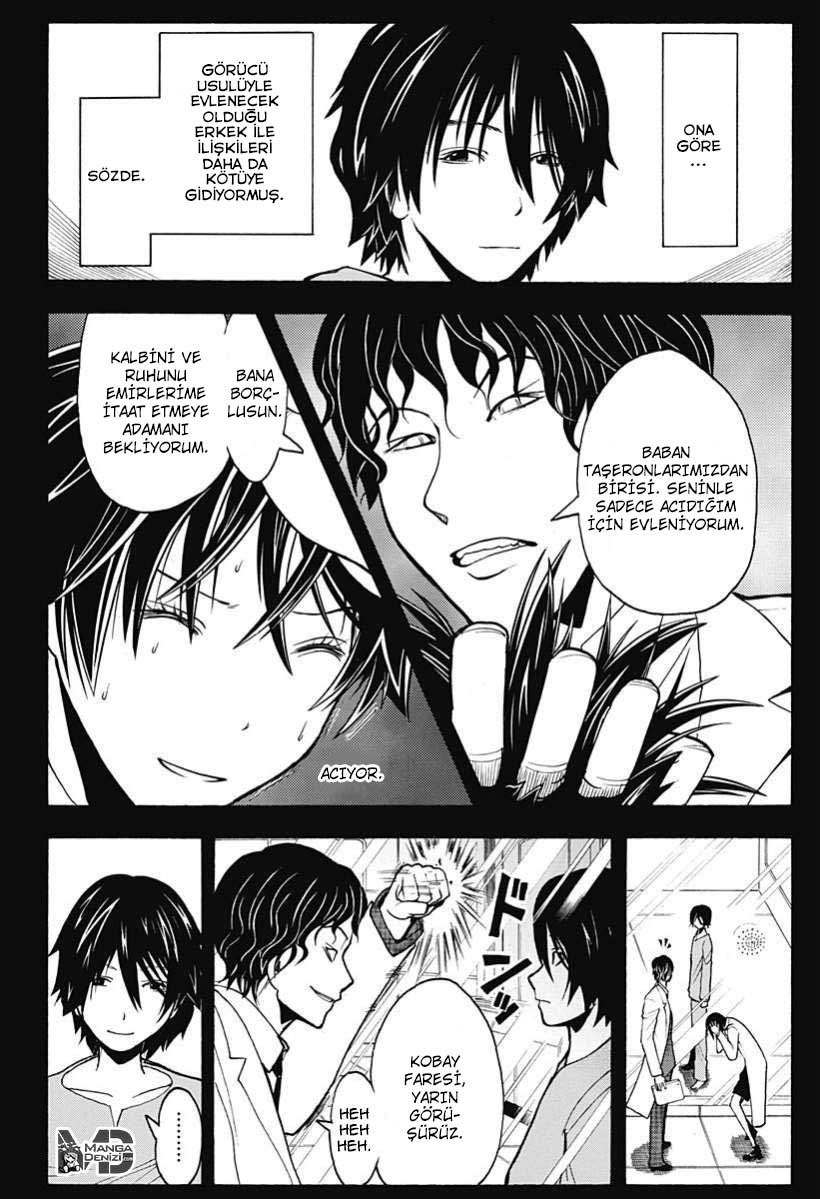 ONA
GÖRE
...
GÖRÜCÜ
USULÜYLE
EVLENECEK
OLDUĞU
ERKEK İLE
İLİŞKİLERİ
DAHA DA
KÖTÜYE
GİDİYORMUŞ.
SÖZDE.
BABAN
TAŞERONLARIMIZDAN
BİRİSİ. SENİNLE
SADECE ACIDIĞIM
İÇİN EVLENİYORUM.
BANA
BORÇ-
LUSUN.
KALBİNİ VE
RUHUNU
EMİRLERİME
İTAAT ETMEYE
ADAMANI
BEKLİYORUM.
ACIYOR.
ドンッ
KOBAY
FARESİ,
YARIN
GÖRÜ-
ŞÜRÜZ.
HEH
HEH
HEH.
......
MD
MANGA
DENİZİ.com